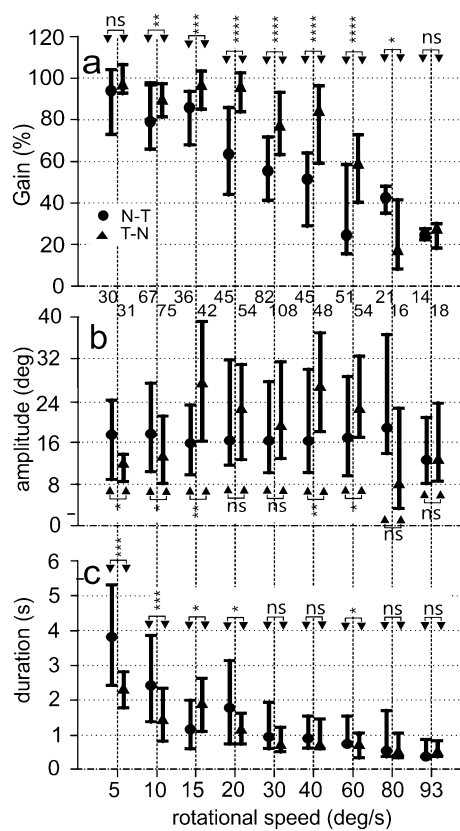 ns ** *** **** **** **** **** * ns
120
a
100
80
60
40
20
0
Gain (%)
N-T
T-N
30 67 36 45 82 45 51 21 14
31 75 42 54 108 48 54 16 18
40
b
32
24
16
8
0
amplitude (deg)
* * ** ns ns ** * ns ns
6
c
5
4
3
2
1
0
duration (s)
*** *** * * ns ns * ns ns
5 10 15 20 30 40 60 80 93
rotational speed (deg/s)